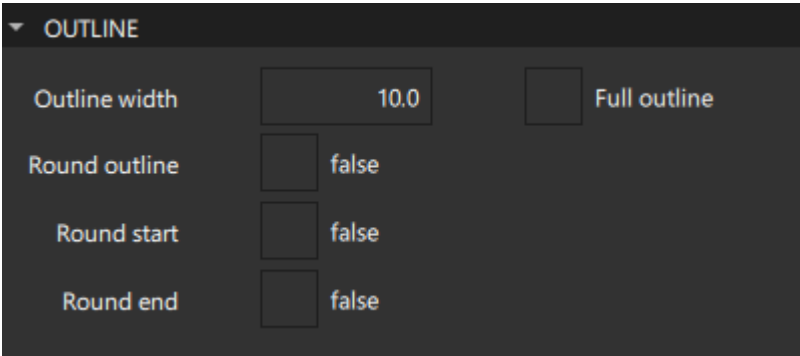 OUTLINE
Outline width 10.0 Full outline
Round outline false
Round start false
Round end false